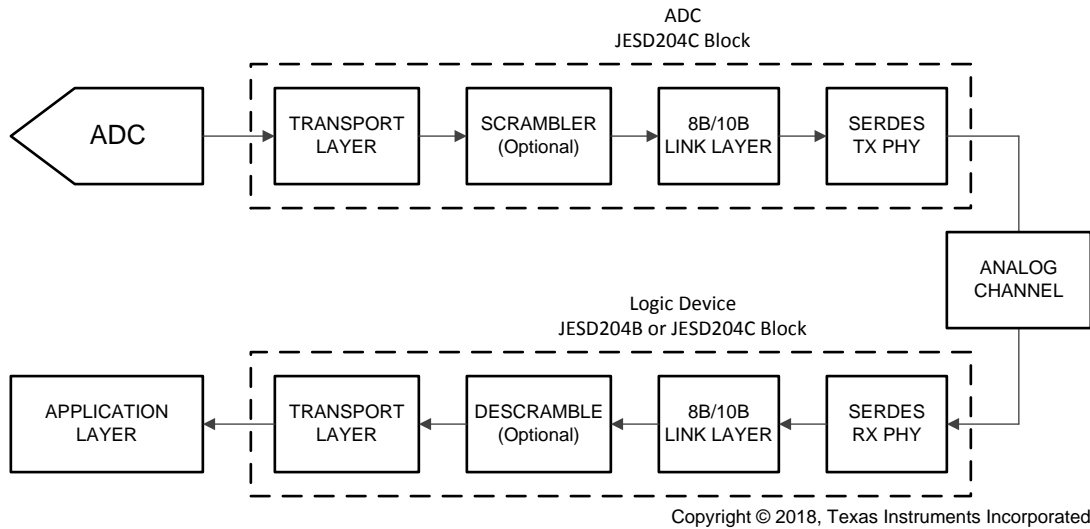 ADC
JESD204C Block
ADC
TRANSPORT
LAYER
SCRAMBLER
(Optional)
8B/10B
LINK LAYER
SERDES
TX PHY
ANALOG
CHANNEL
Logic Device
JESD204B or JESD204C Block
APPLICATION
LAYER
TRANSPORT
LAYER
DESCRAMBLE
(Optional)
8B/10B
LINK LAYER
SERDES
RX PHY
Copyright © 2018, Texas Instruments Incorporated